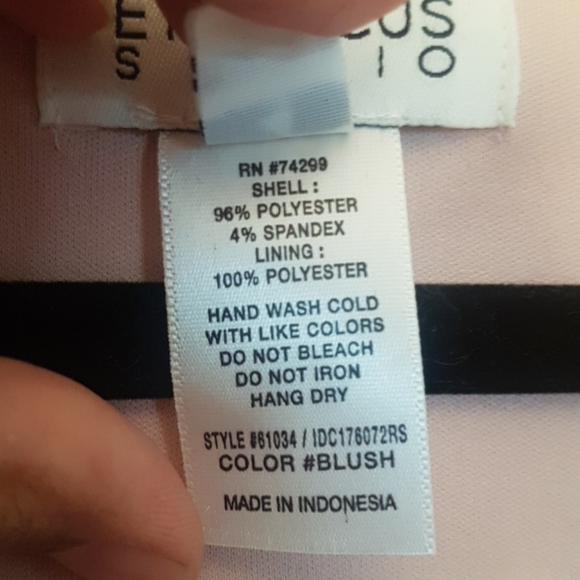 RN #74299
SHELL :
96% POLYESTER
4% SPANDEX
LINING :
100% POLYESTER
HAND WASH COLD
WITH LIKE COLORS
DO NOT BLEACH
DO NOT IRON
HANG DRY
STYLE #61034 / IDC176072RS
COLOR #BLUSH
MADE IN INDONESIA